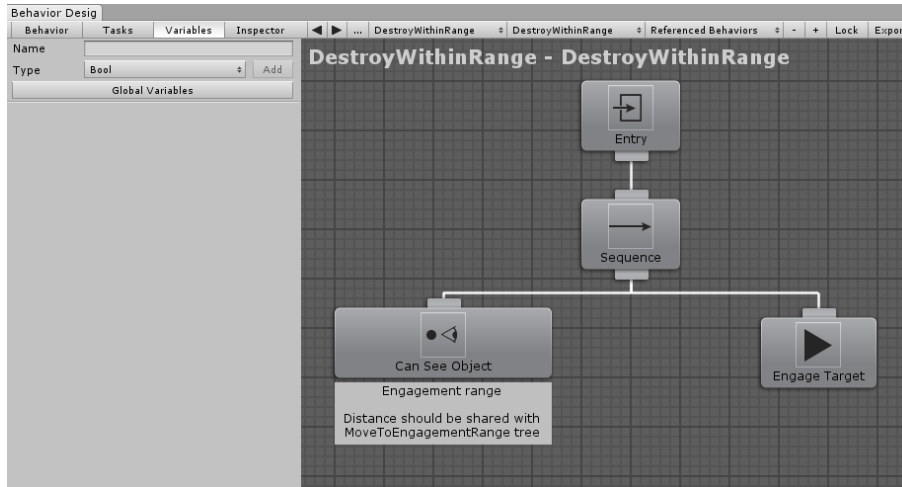 Behavior Desig
Behavior Tasks Variables Inspector
... DestroyWithinRange DestroyWithinRange Referenced Behaviors - + Lock Expor
Name
Type Bool Add
Global Variables
DestroyWithinRange - DestroyWithinRange
Entry
Sequence
Can See Object
Engagement range
Distance should be shared with
MoveToEngagementRange tree
Engage Target